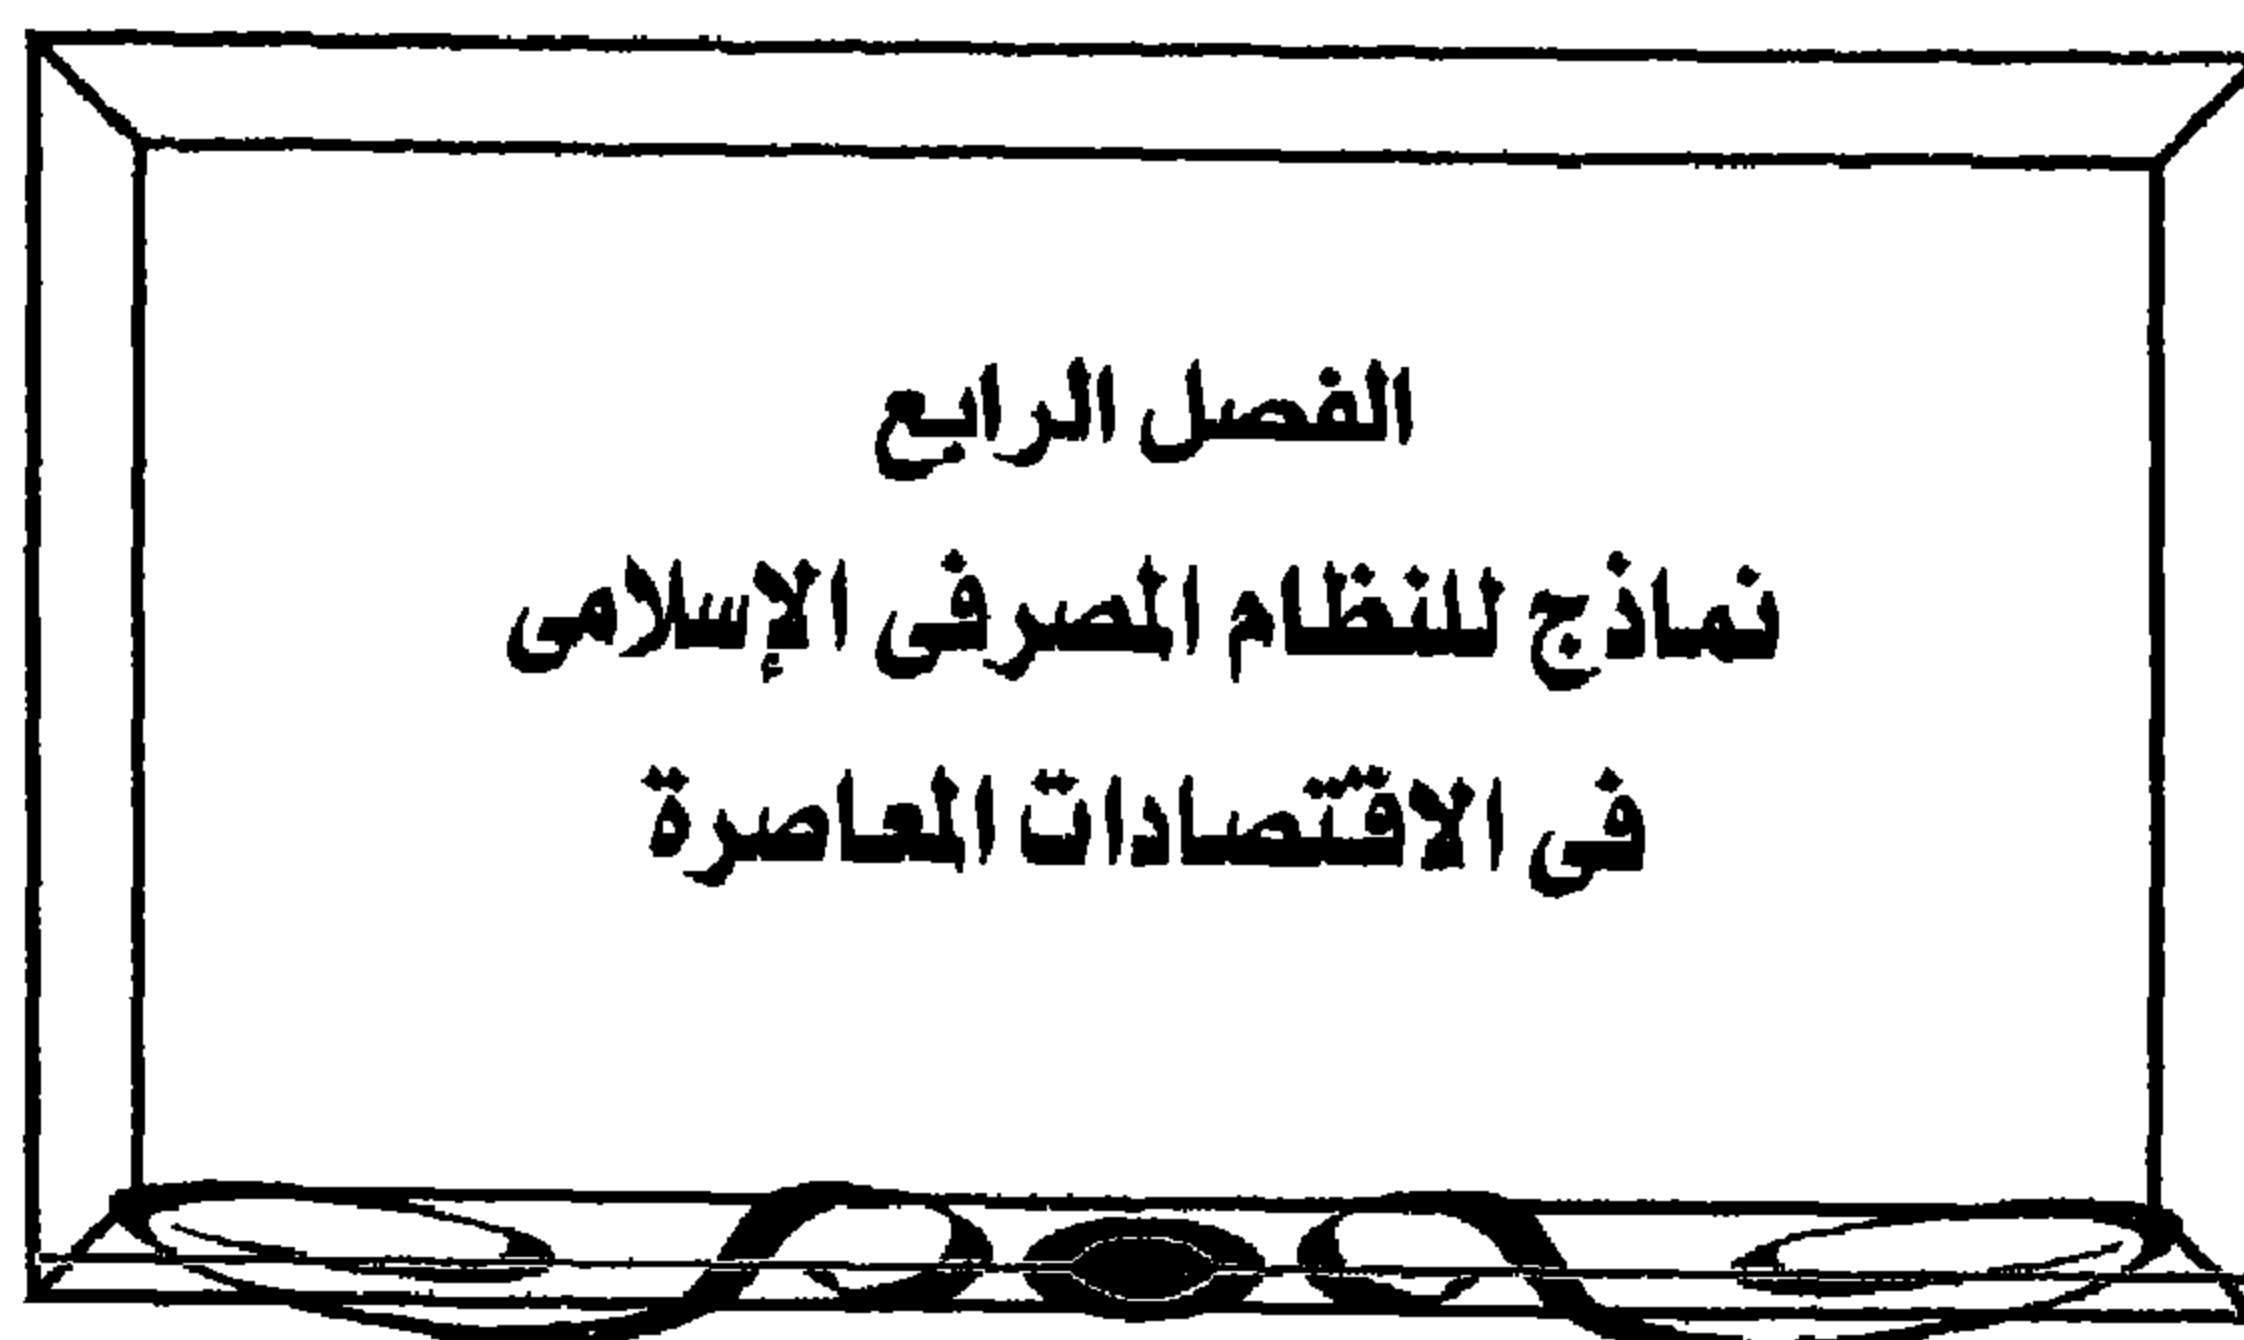 الفصل الرابع
نماذج للنظام المصرفى الإسلامى
فى الاقتصادات المعاصرة